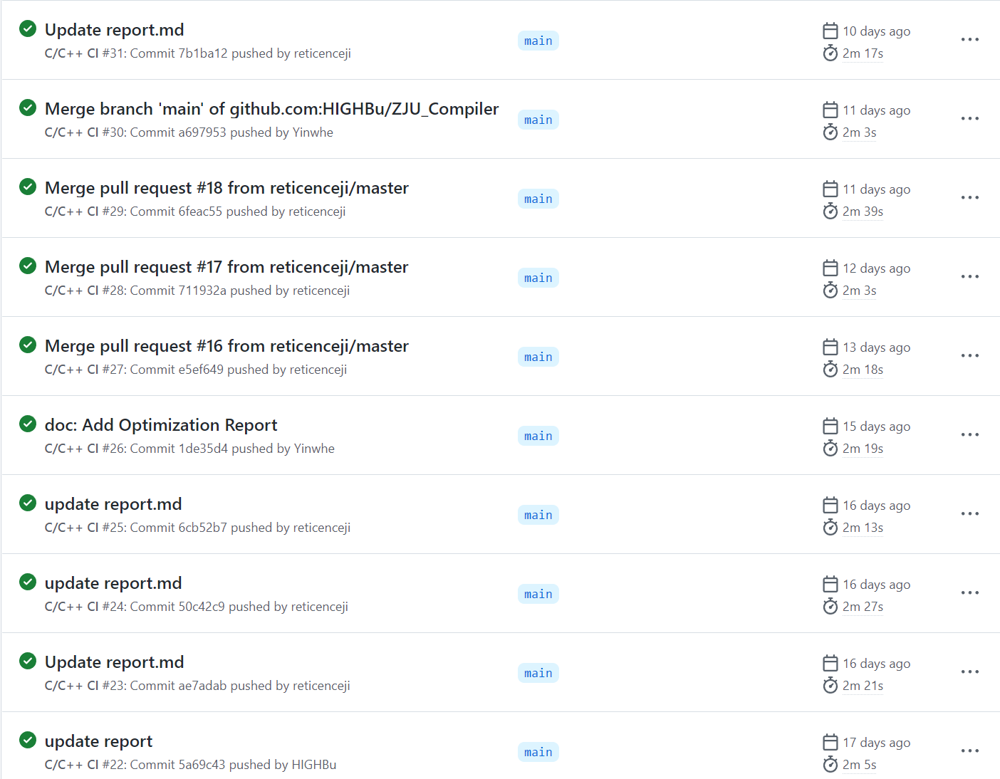 Update report.md
C/C++ CI #31: Commit 7b1ba12 pushed by reticenceji
main
10 days ago
2m 17s
Merge branch 'main' of github.com:HIGHBu/ZJU_Compiler
C/C++ CI #30: Commit a697953 pushed by Yinwhe
main
11 days ago
2m 3s
Merge pull request #18 from reticenceji/master
C/C++ CI #29: Commit 6feac55 pushed by reticenceji
main
11 days ago
2m 39s
Merge pull request #17 from reticenceji/master
C/C++ CI #28: Commit 711932a pushed by reticenceji
main
12 days ago
2m 3s
Merge pull request #16 from reticenceji/master
C/C++ CI #27: Commit e5ef649 pushed by reticenceji
main
13 days ago
2m 18s
doc: Add Optimization Report
C/C++ CI #26: Commit 1de35d4 pushed by Yinwhe
main
15 days ago
2m 19s
update report.md
C/C++ CI #25: Commit 6cb52b7 pushed by reticenceji
main
16 days ago
2m 13s
update report.md
C/C++ CI #24: Commit 50c42c9 pushed by reticenceji
main
16 days ago
2m 27s
Update report.md
C/C++ CI #23: Commit ae7adab pushed by reticenceji
main
16 days ago
2m 21s
update report
C/C++ CI #22: Commit 5a69c43 pushed by HIGHBu
main
17 days ago
2m 5s